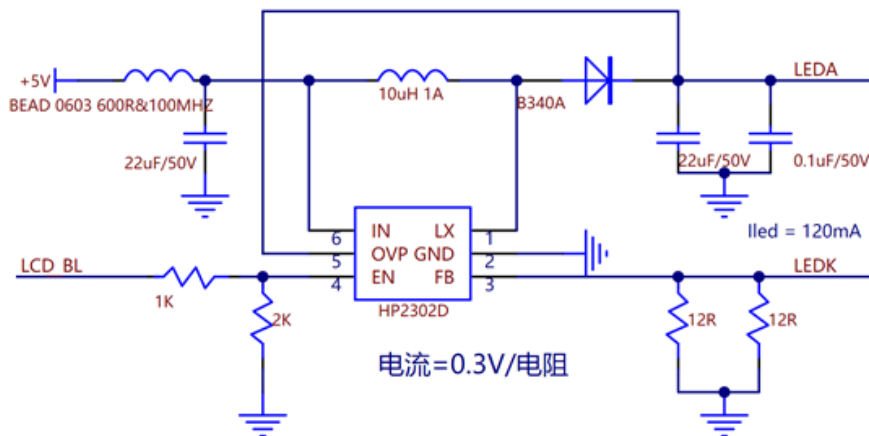 LEDA
+5V
BEAD 0603 600R&100MHZ
10uH 1A
B340A
22uF/50V
22uF/50V
0.1uF/50V
IN
LX
6
1
OVP
GND
5
2
EN
FB
4
3
HP2302D
Iled = 120mA
LCD_BL
LEDK
1K
2K
12R
12R
电流=0.3V/电阻